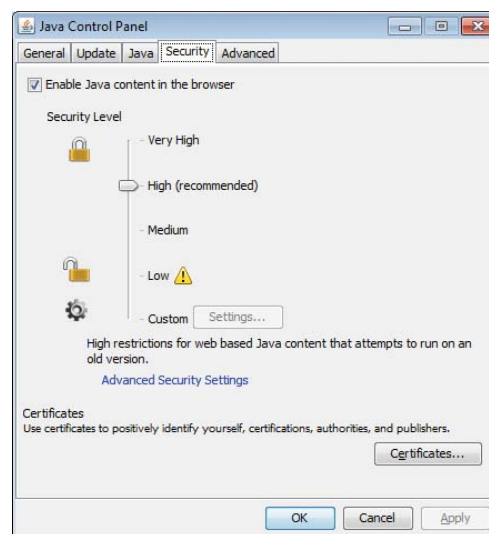 Java Control Panel
General Update Java Security Advanced
Enable Java content in the browser
Security Level
Very High
High (recommended)
Medium
Low
Custom Settings...
High restrictions for web based Java content that attempts to run on an
old version.
Advanced Security Settings
Certificates
Use certificates to positively identify yourself, certifications, authorities, and publishers.
Certificates...
OK Cancel Apply